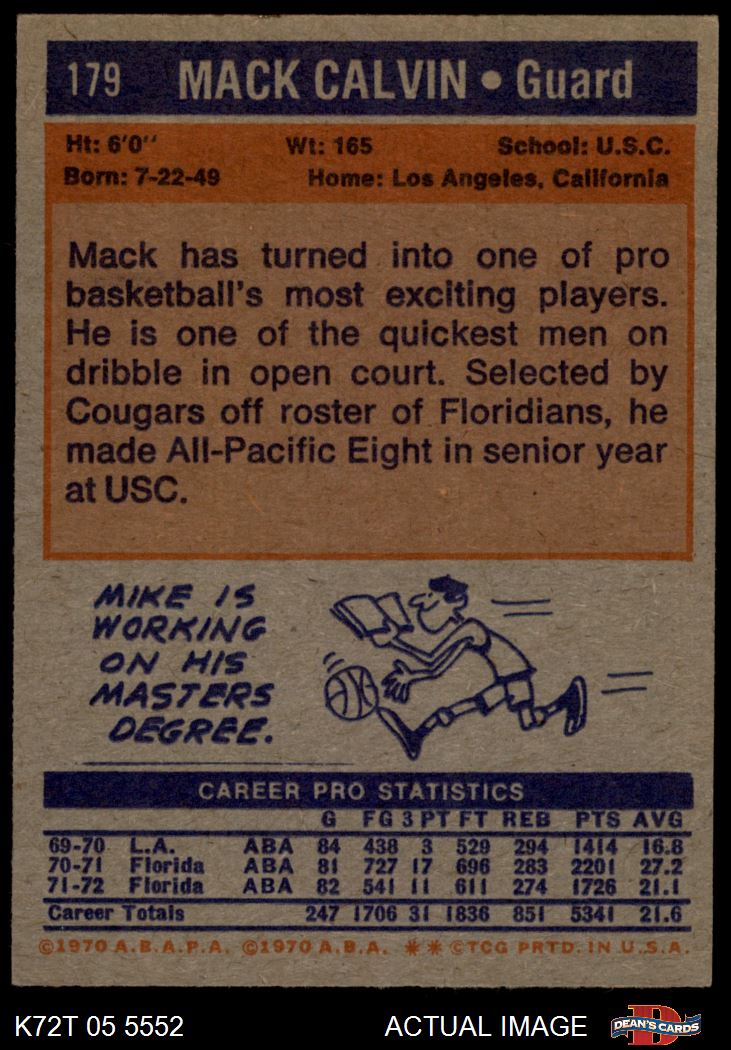 179 MACK CALVIN • Guard
Ht: 6'0" Wt: 165 School: U.S.C.
Born: 7-22-49 Home: Los Angeles, California
Mack has turned into one of pro
basketball's most exciting players.
He is one of the quickest men on
dribble in open court. Selected by
Cougars off roster of Floridians, he
made All-Pacific Eight in senior year
at USC.
MIKE IS
WORKING
ON HIS
MASTERS
DEGREE.
CAREER PRO STATISTICS
G FG 3 PT FT REB PTS AVG
69-70 L.A. ABA 84 438 3 529 294 1414 16.8
70-71 Florida ABA 81 727 17 696 283 2201 27.2
71-72 Florida ABA 82 541 11 611 274 1726 21.1
Career Totals 247 1706 31 1836 851 5341 21.6
©1970 A.B.A.P.A. ©1970 A.B.A. ** ©TCG PRTD. IN U.S.A.
K72T 05 5552 ACTUAL IMAGE DEAN'S CARDS